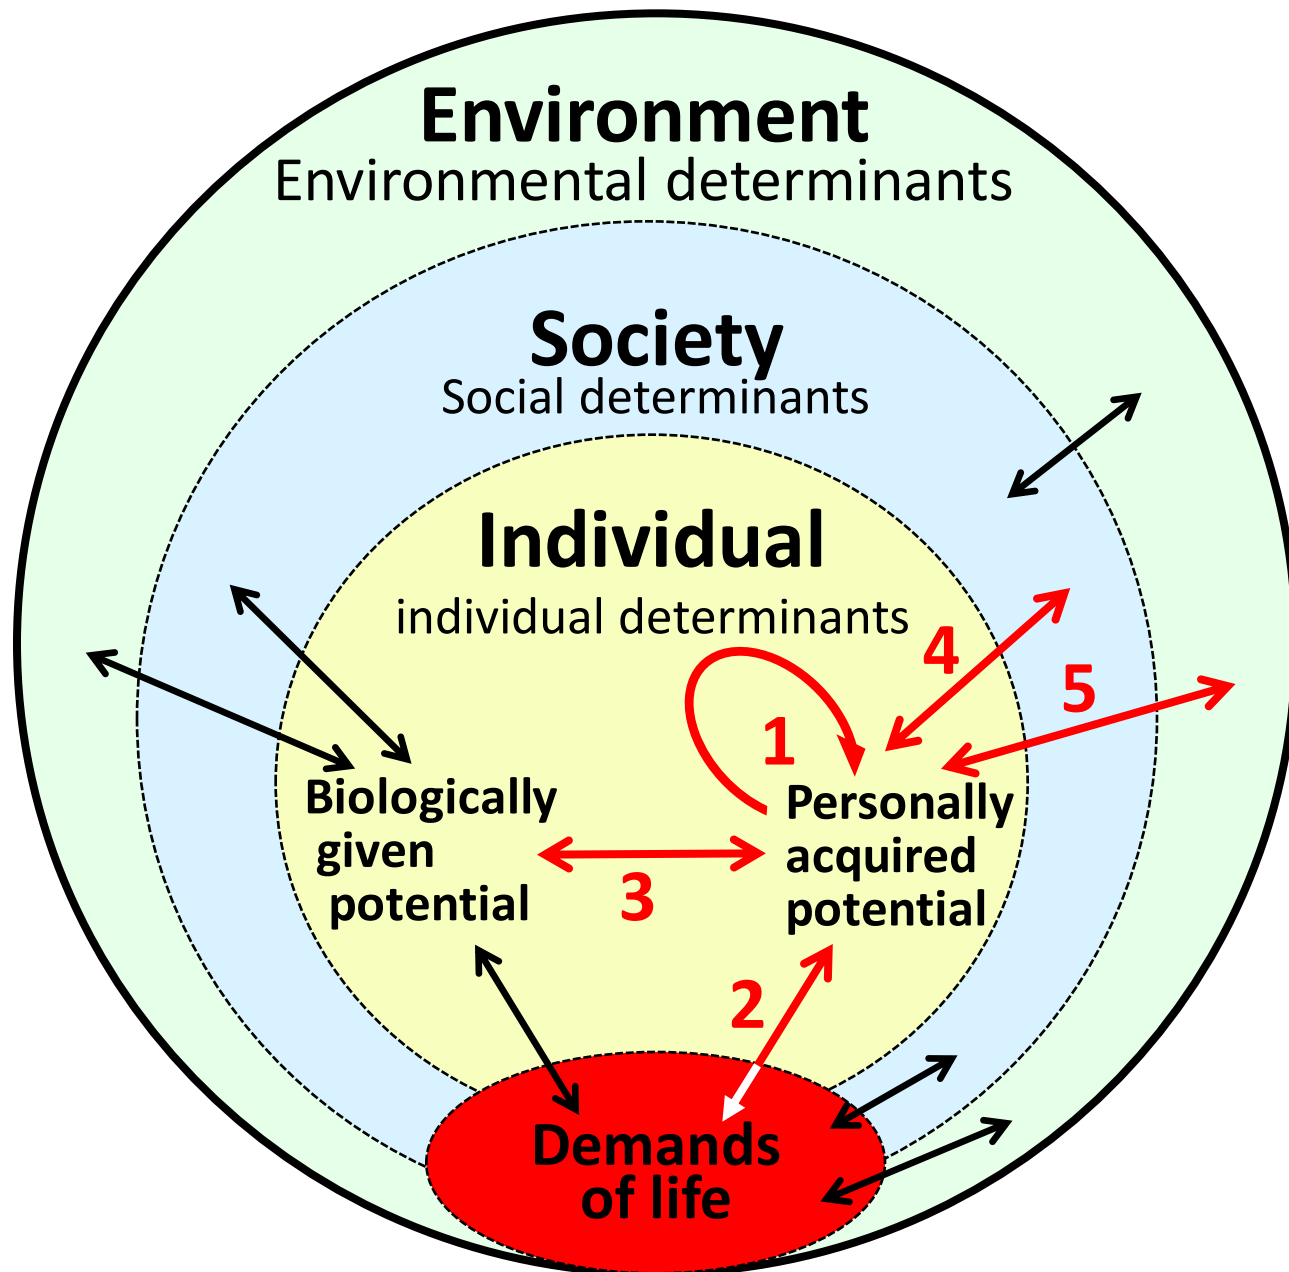 Environment
Environmental determinants
Society
Social determinants
Individual
individual determinants
4
5
1
Biologically
given
potential
Personally
acquired
potential
3
2
Demands
of life